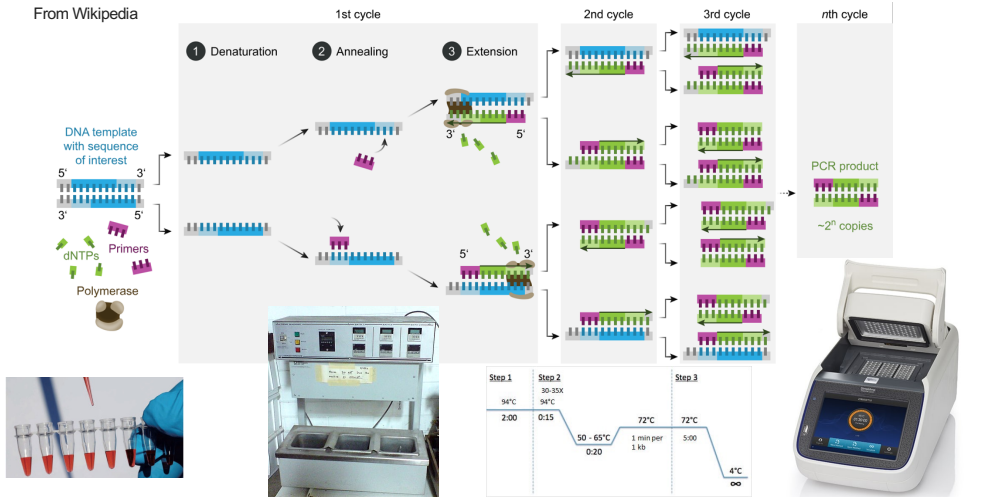 From Wikipedia
1st cycle
2nd cycle
3rd cycle
nth cycle
1 Denaturation
2 Annealing
3 Extension
DNA template
with sequence
of interest
5' 3'
3' 5'
Primers
dNTPs
Polymerase
3' 5'
5' 3'
PCR product
~2ⁿ copies
Step 1
Step 2
Step 3
30-35X
94°C
94°C
2:00
0:15
50 - 65°C
0:20
72°C
1 min per
1 kb
72°C
5:00
4°C
∞